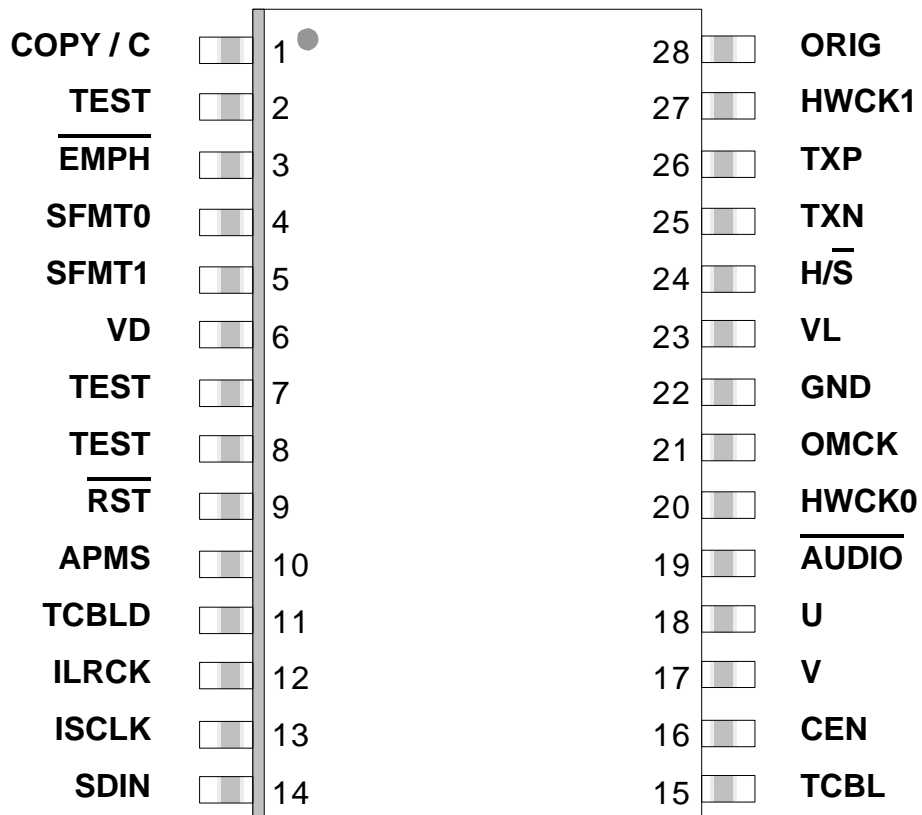 COPY / C 1 28 ORIG
TEST 2 27 HWCK1
EMPH 3 26 TXP
SFMT0 4 25 TXN
SFMT1 5 24 H/S
VD 6 23 VL
TEST 7 22 GND
TEST 8 21 OMCK
RST 9 20 HWCK0
APMS 10 19 AUDIO
TCBLD 11 18 U
ILRCK 12 17 V
ISCLK 13 16 CEN
SDIN 14 15 TCBL